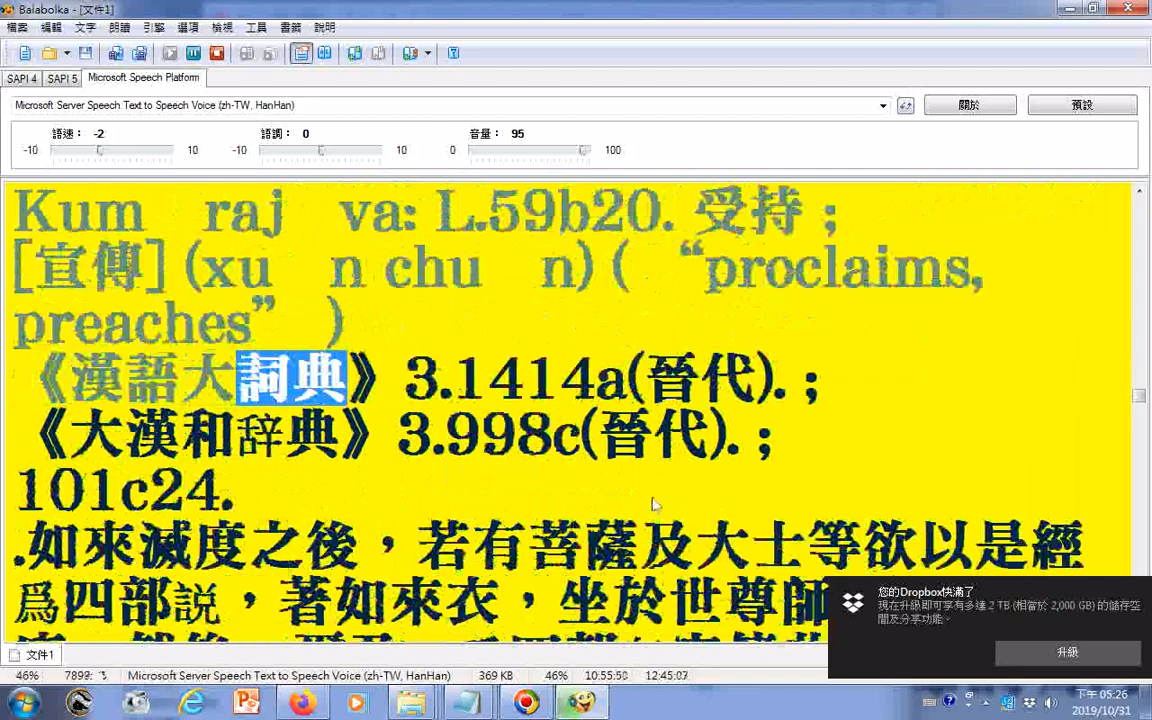 Balabolka - [文件1]
檔案 編輯 文字 朗讀 引擎 選項 檢視 工具 書籤 說明
SAPI 4 SAPI 5 Microsoft Speech Platform
Microsoft Server Speech Text to Speech Voice (zh-TW, HanHan)
關於 預設
語速： -2 語調： 0 音量： 95
-10 10 -10 10 0 100
Kum raj va: L.59b20. 受持；
[宣傳] (xu n chu n) ( “proclaims,
preaches” )
《漢語大詞典》 3.1414a(晉代).；
《大漢和辞典》 3.998c(晉代).；
101c24.
.如來滅度之後，若有菩薩及大士等欲以是經
爲四部説，著如來衣，坐於世尊師
您的Dropbox快滿了
現在升級即可享有多達 2 TB (相當於 2,000 GB) 的儲存空
間及分享功能。
升級
文件1
46% Microsoft Server Speech Text to Speech Voice (zh-TW, HanHan) 369 KB 46% 10:55:50 12:45:07
下午 05:26
2019/10/31